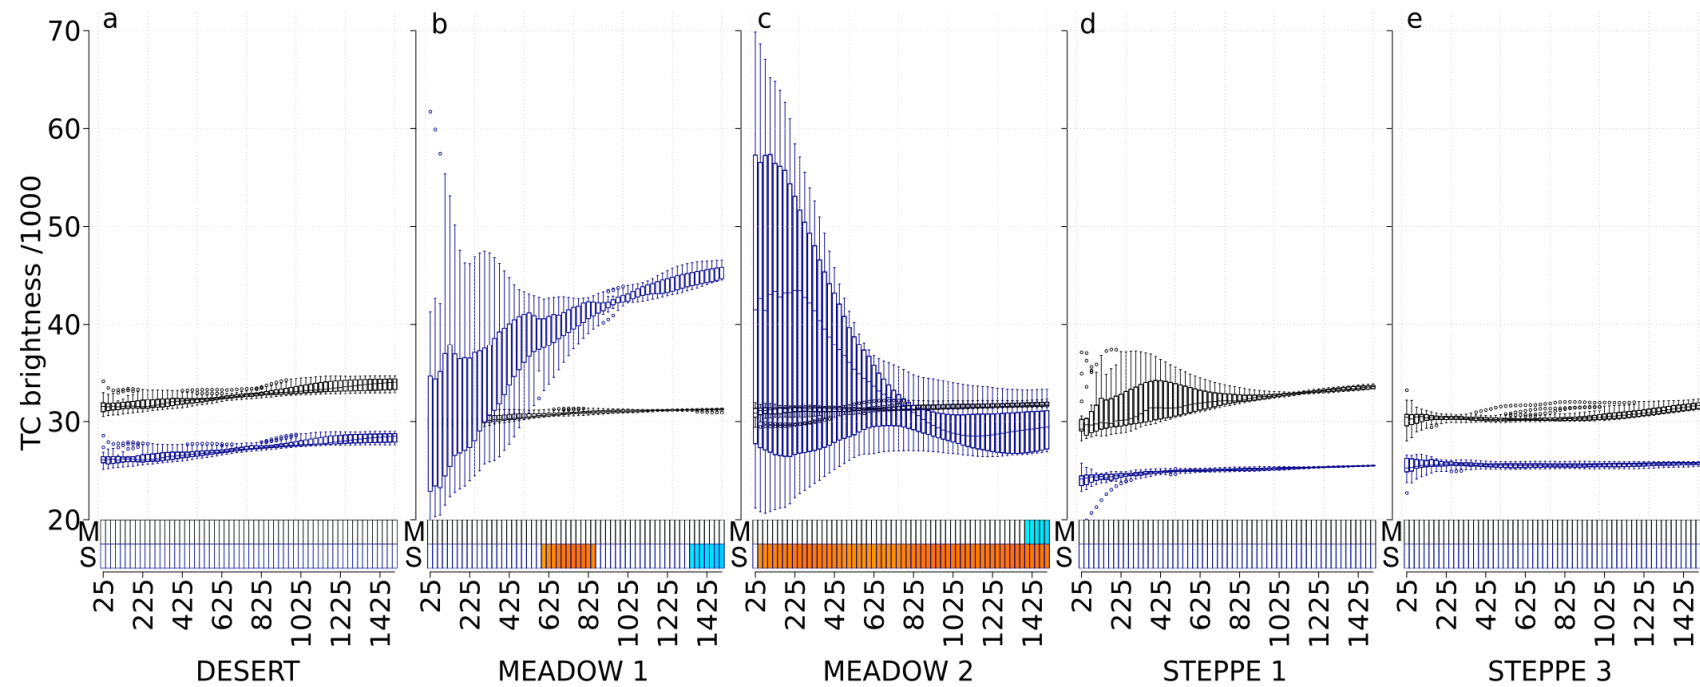 a b c d e
70
60
50
40
30
20
TC brightness /1000
M M M M M
S S S S S
25 225 425 625 825 1025 1225 1425 25 225 425 625 825 1025 1225 1425 25 225 425 625 825 1025 1225 1425 25 225 425 625 825 1025 1225 1425 25 225 425 625 825 1025 1225 1425
DESERT MEADOW 1 MEADOW 2 STEPPE 1 STEPPE 3